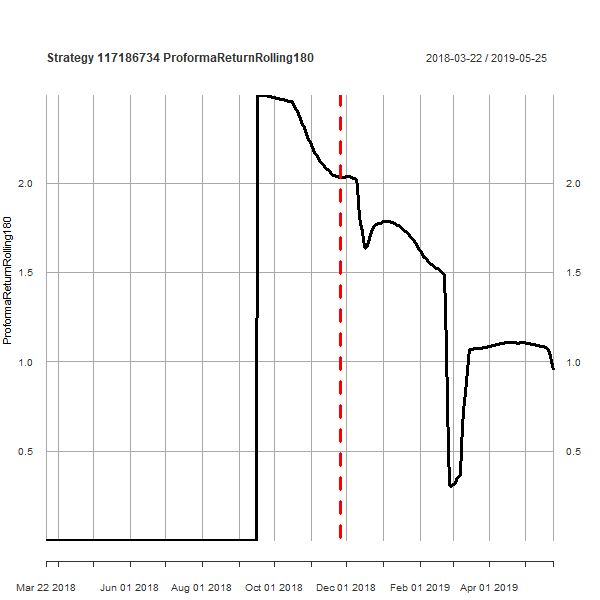 Strategy 117186734 ProformaReturnRolling180
2018-03-22 / 2019-05-25
2.0
2.0
1.5
1.5
1.0
1.0
0.5
0.5
ProformaReturnRolling180
Mar 22 2018
Jun 01 2018
Aug 01 2018
Oct 01 2018
Dec 01 2018
Feb 01 2019
Apr 01 2019